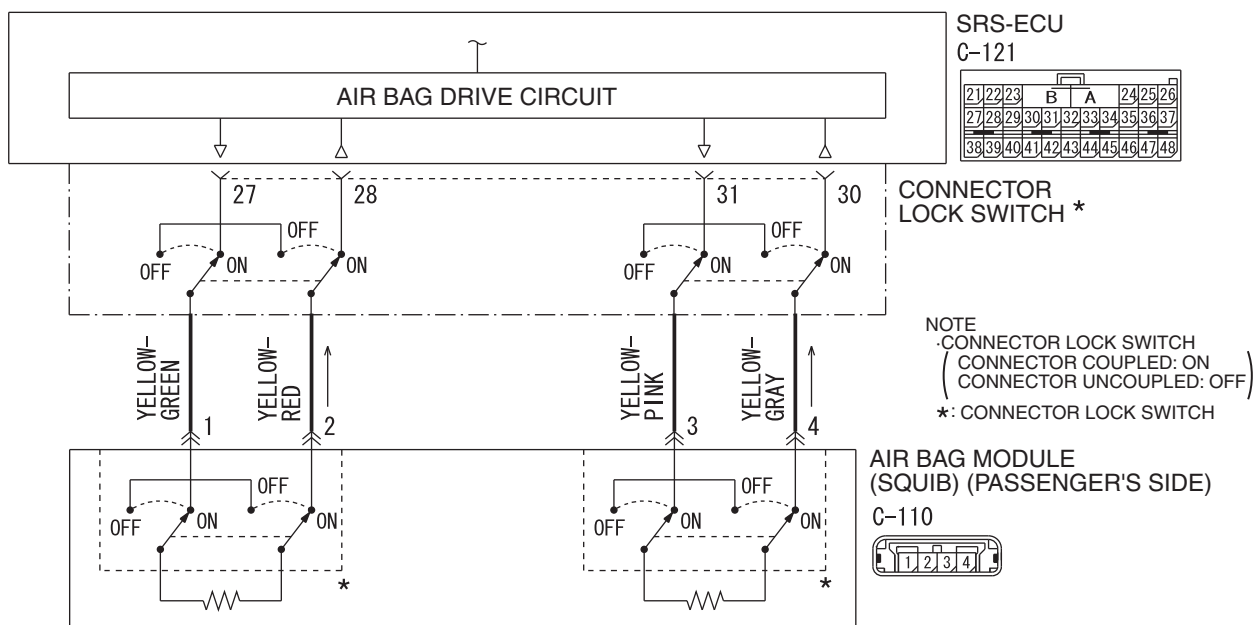 SRS-ECU
C-121
AIR BAG DRIVE CIRCUIT
21 22 23 B A 24 25 26
27 28 29 30 31 32 33 34 35 36 37
38 39 40 41 42 43 44 45 46 47 48
27 28 31 30
CONNECTOR
LOCK SWITCH *
OFF OFF
OFF ON ON OFF ON ON
NOTE
·CONNECTOR LOCK SWITCH
( CONNECTOR COUPLED: ON
CONNECTOR UNCOUPLED: OFF )
*: CONNECTOR LOCK SWITCH
YELLOW-
GREEN
YELLOW-
RED
YELLOW-
PINK
YELLOW-
GRAY
1 2 3 4
AIR BAG MODULE
(SQUIB) (PASSENGER'S SIDE)
C-110
1 2 3 4
OFF OFF
OFF ON ON OFF ON ON
* *